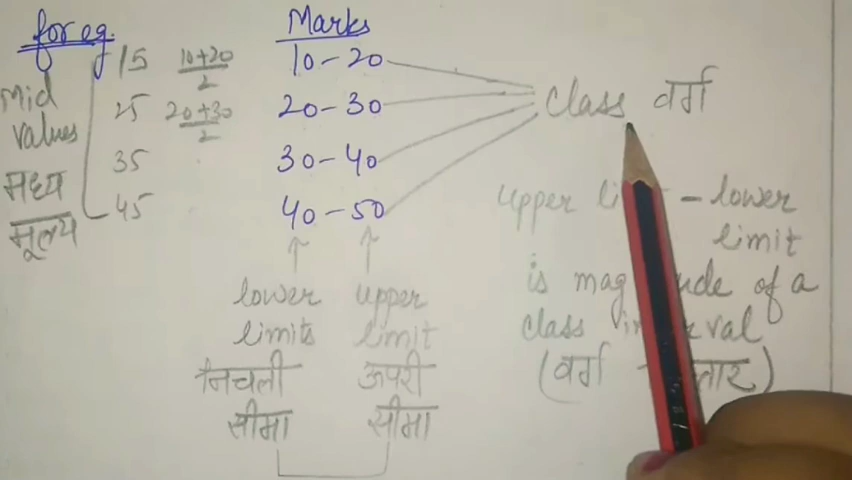 for eg.
Marks
15 10+20/2 10-20
Mid 25 20+30/2 20-30 class वर्ग
values
मध्य 35 30-40
मूल्य 45 40-50
upper - lower
limit
lower upper is of a
limits limit class
निचली ऊपरी (वर्ग
सीमा सीमा